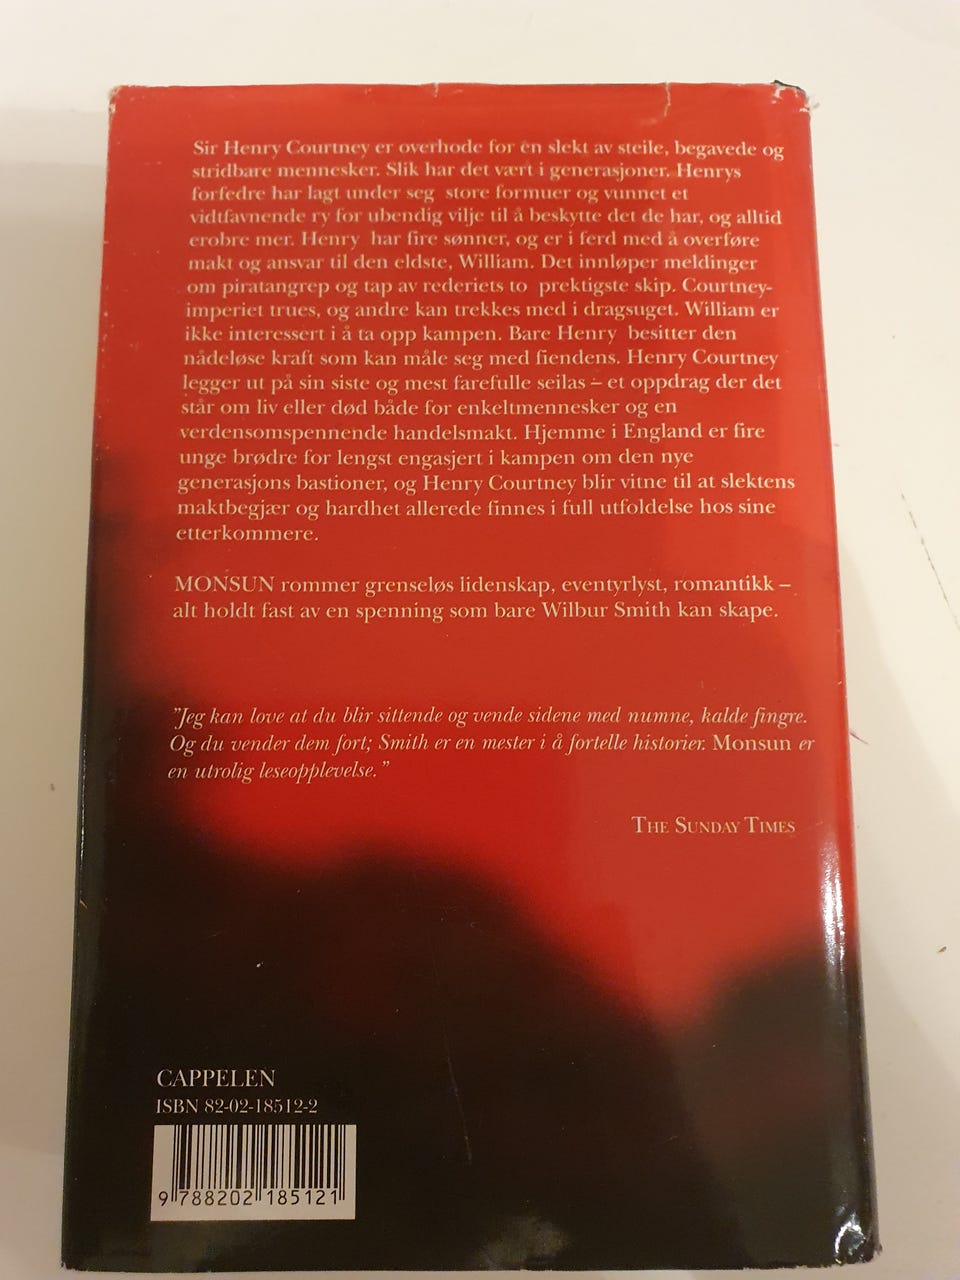 Sir Henry Courtney er overhode for én slekt av steile, begavede og
stridbare mennesker. Slik har det vært i generasjoner. Henrys
forfedre har lagt under seg store formuer og vunnet et
vidtfavnende ry for ubendig vilje til å beskytte det de har, og alltid
erobre mer. Henry har fire sønner, og er i ferd med å overføre
makt og ansvar til den eldste, William. Det innløper meldinger
om piratangrep og tap av rederiets to prektigste skip. Courtney-
imperiet trues, og andre kan trekkes med i dragsuget. William er
ikke interessert i å ta opp kampen. Bare Henry besitter den
nådeløse kraft som kan måle seg med fiendens. Henry Courtney
legger ut på sin siste og mest farefulle seilas – et oppdrag der det
står om liv eller død både for enkeltmennesker og en
verdensomspennende handelsmakt. Hjemme i England er fire
unge brødre for lengst engasjert i kampen om den nye
generasjons bastioner, og Henry Courtney blir vitne til at slektens
maktbegjær og hardhet allerede finnes i full utfoldelse hos sine
etterkommere.
MONSUN rommer grenseløs lidenskap, eventyrlyst, romantikk –
alt holdt fast av en spenning som bare Wilbur Smith kan skape.
"Jeg kan love at du blir sittende og vende sidene med numne, kalde fingre.
Og du vender dem fort; Smith er en mester i å fortelle historier. Monsun er
en utrolig leseopplevelse."
THE SUNDAY TIMES
CAPPELEN
ISBN 82-02-18512-2
9 788202 185121